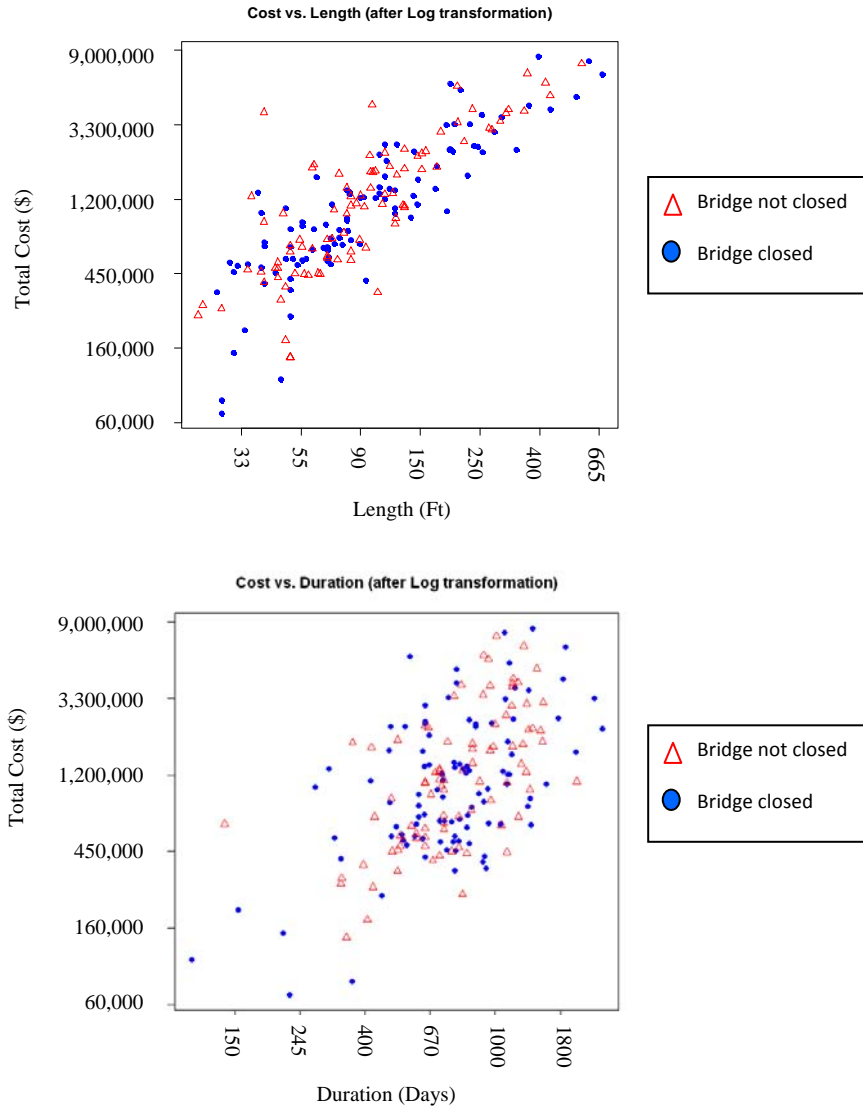 Cost vs. Length (after Log transformation)
9,000,000
3,300,000
1,200,000
450,000
160,000
60,000
Total Cost ($)
33 55 90 150 250 400 665
Length (Ft)
Bridge not closed
Bridge closed
Cost vs. Duration (after Log transformation)
9,000,000
3,300,000
1,200,000
450,000
160,000
60,000
Total Cost ($)
150 245 400 670 1000 1800
Duration (Days)
Bridge not closed
Bridge closed